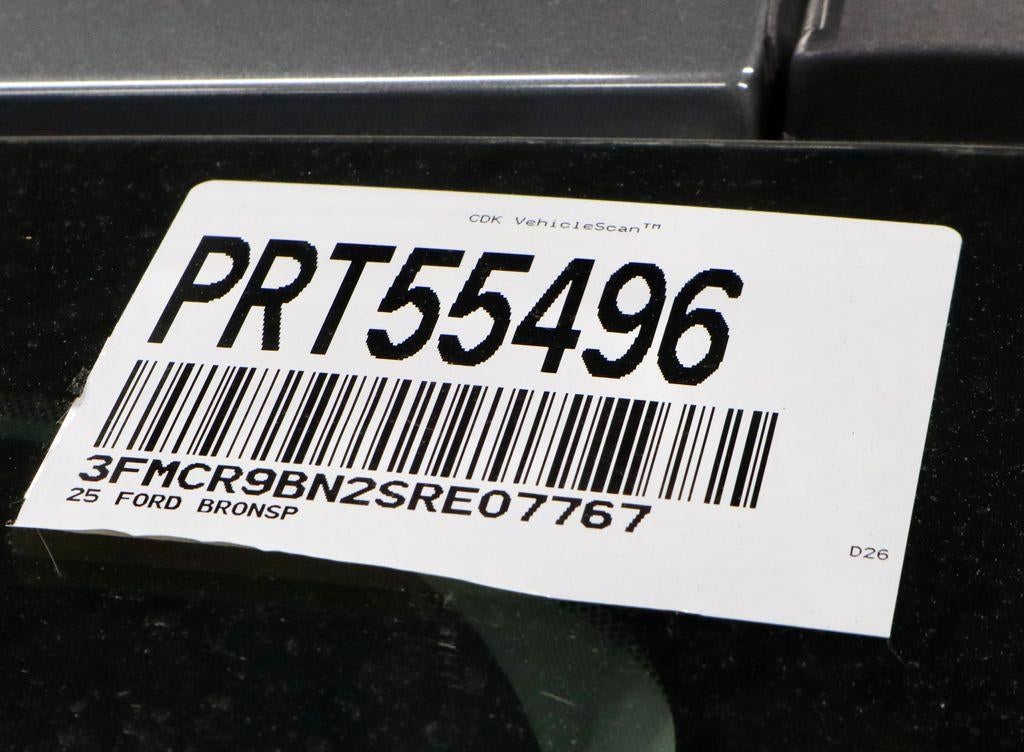 CDK VehicleScan™
PRT55496
3FMCR9BN2SRE07767
25 FORD BRONSP
D26